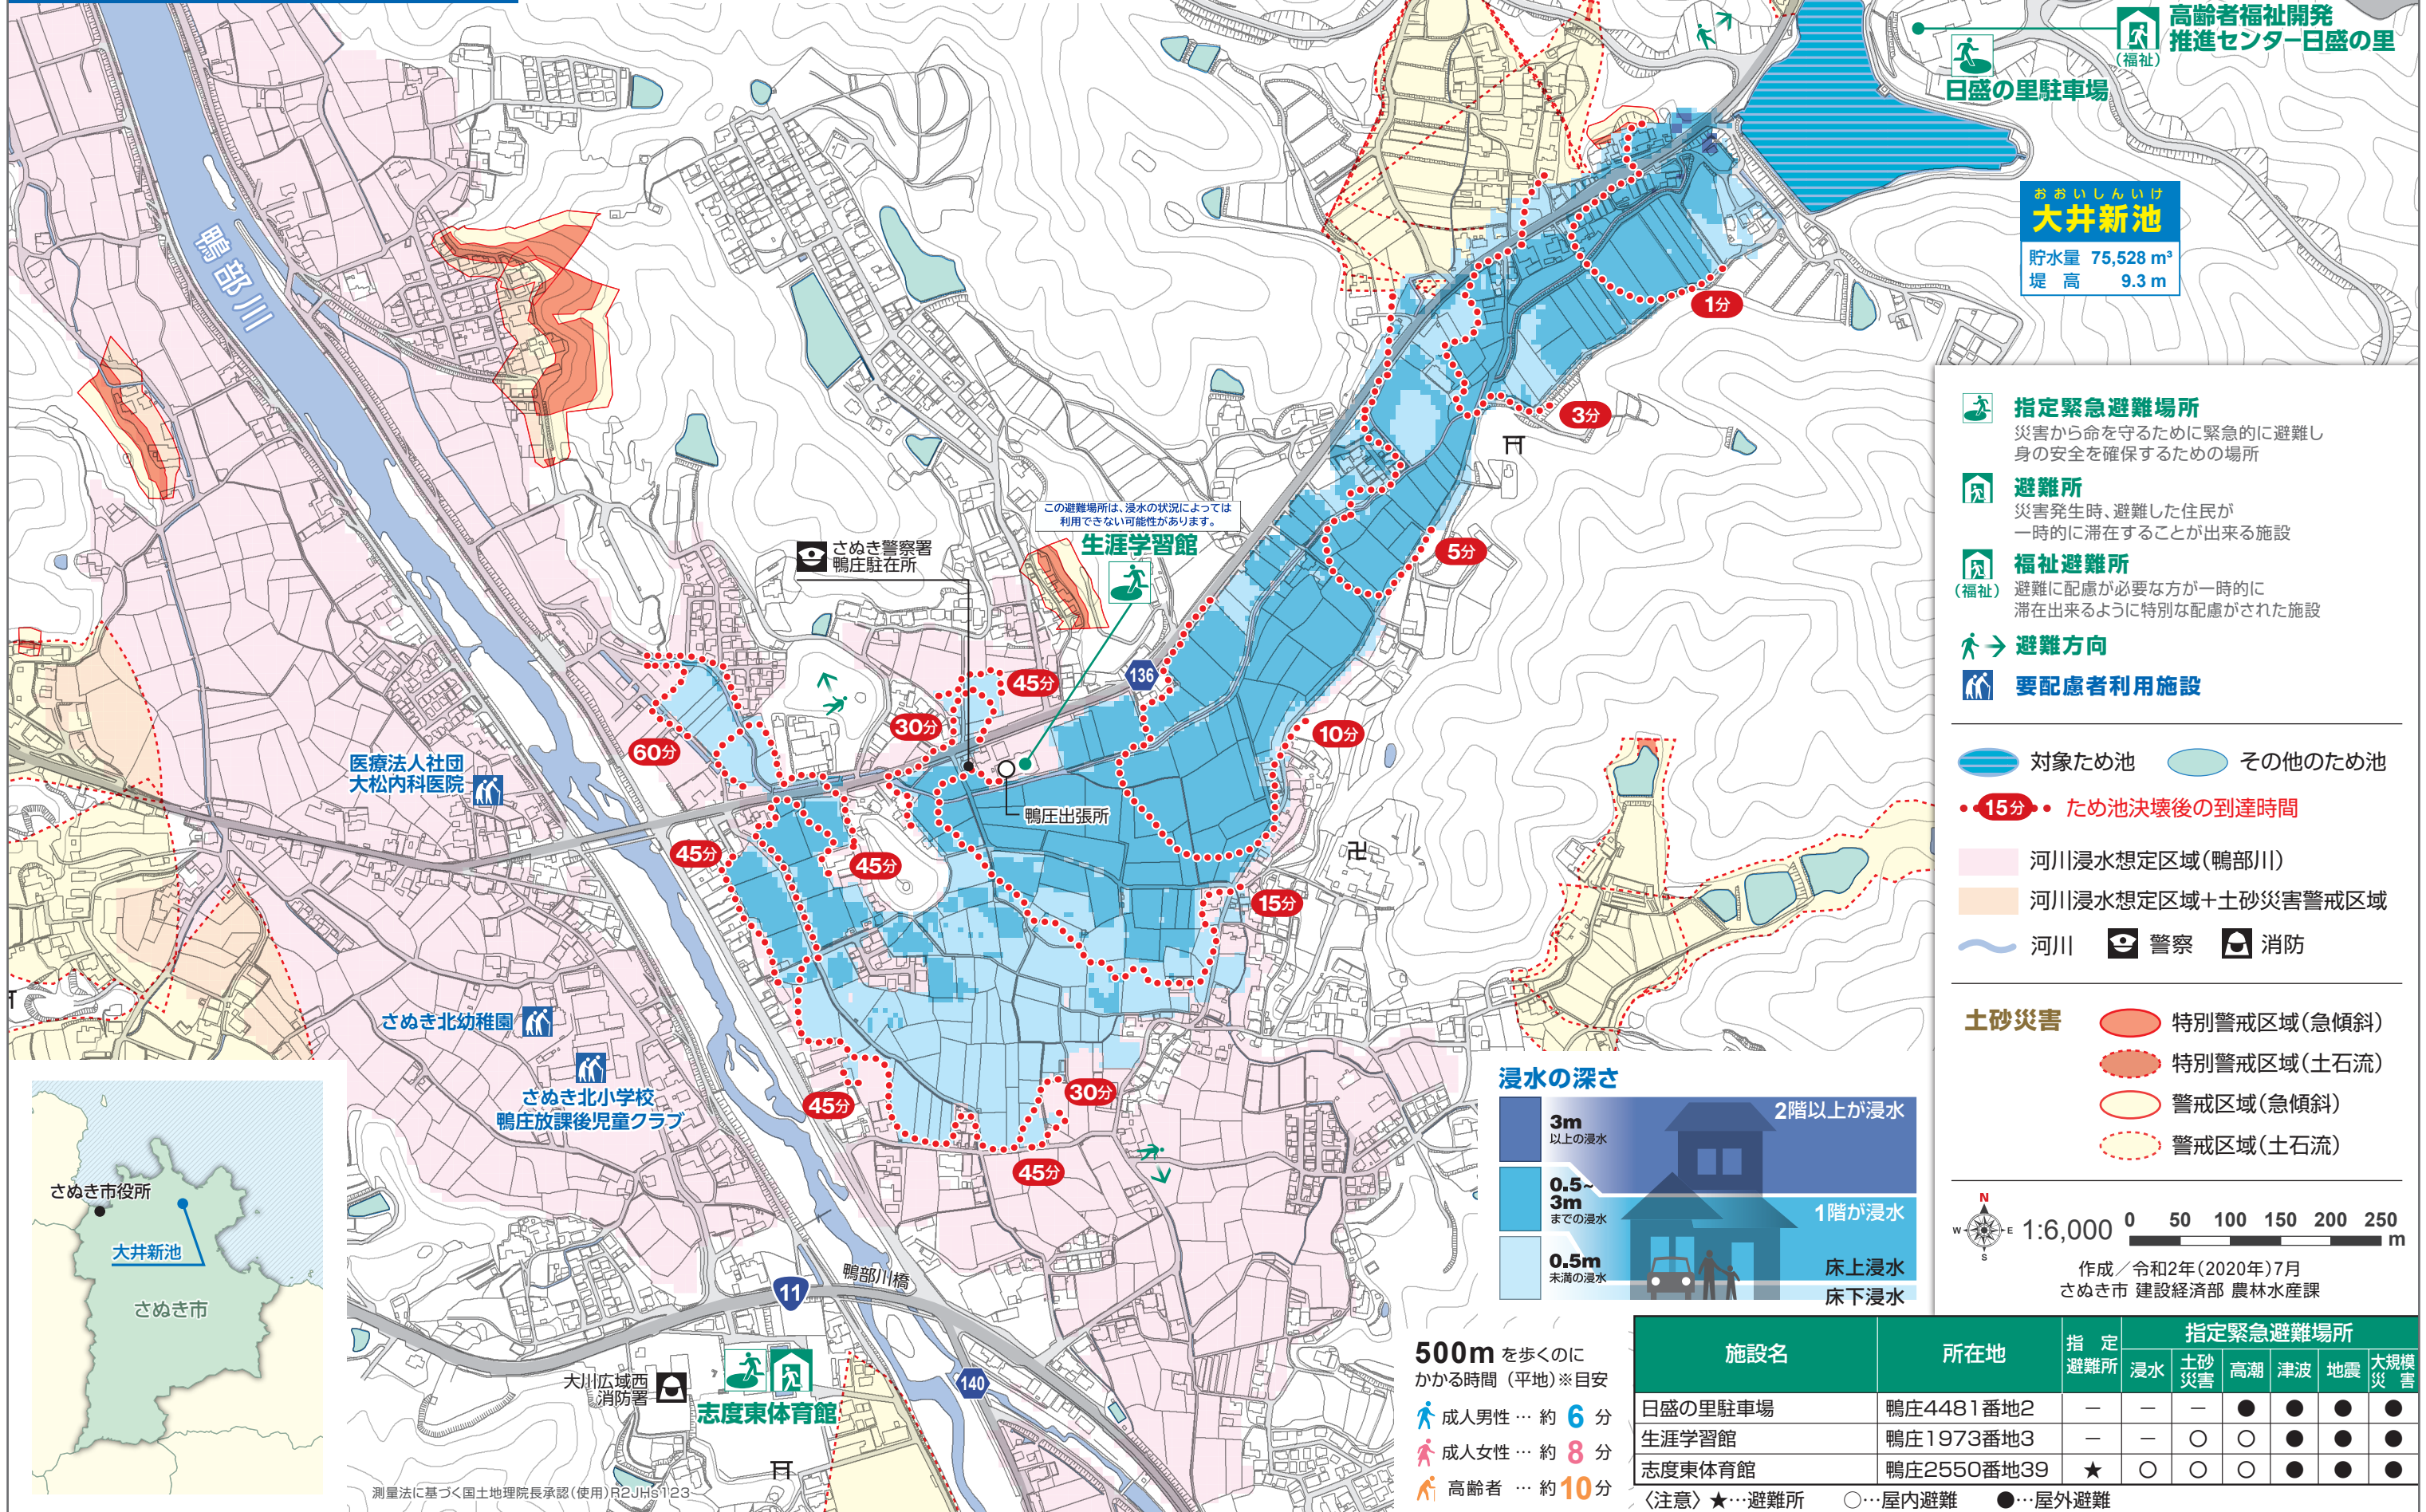 高齢者福祉開発
推進センター日盛の里
(福祉)
日盛の里駐車場
おおいしんいけ
大井新池
貯水量 75,528 m³
堤 高 9.3 m
鴨部川
1分
3分
5分
この避難場所は、浸水の状況によっては
利用できない可能性があります。
生涯学習館
さぬき警察署
鴨庄駐在所
136
45分
30分
60分
10分
医療法人社団
大松内科医院
鴨庄出張所
45分
45分
15分
さぬき北幼稚園
さぬき北小学校
鴨庄放課後児童クラブ
45分
30分
45分
鴨部川橋
11
140
大川広域西
消防署
志度東体育館
測量法に基づく国土地理院長承認(使用)R2JHs123
さぬき市役所
大井新池
さぬき市
指定緊急避難場所
災害から命を守るために緊急的に避難し
身の安全を確保するための場所
避難所
災害発生時、避難した住民が
一時的に滞在することが出来る施設
福祉避難所
(福祉)
避難に配慮が必要な方が一時的に
滞在出来るように特別な配慮がされた施設
避難方向
要配慮者利用施設
対象ため池 その他のため池
15分 ため池決壊後の到達時間
河川浸水想定区域(鴨部川)
河川浸水想定区域+土砂災害警戒区域
河川 警察 消防
土砂災害
特別警戒区域(急傾斜)
特別警戒区域(土石流)
警戒区域(急傾斜)
警戒区域(土石流)
N
W E
S
1:6,000 0 50 100 150 200 250 m
作成/令和2年(2020年)7月
さぬき市 建設経済部 農林水産課
浸水の深さ
3m
以上の浸水
2階以上が浸水
0.5~
3m
までの浸水
1階が浸水
0.5m
未満の浸水
床上浸水
床下浸水
500m を歩くのに
かかる時間(平地)※目安
成人男性 … 約 6 分
成人女性 … 約 8 分
高齢者 … 約 10 分
施設名 所在地 指定避難所 指定緊急避難場所
浸水 土砂災害 高潮 津波 地震 大規模災害
日盛の里駐車場 鴨庄4481番地2 − − − ● ● ● ●
生涯学習館 鴨庄1973番地3 − − ○ ○ ● ● ●
志度東体育館 鴨庄2550番地39 ★ ○ ○ ○ ● ● ●
〈注意〉★…避難所 ○…屋内避難 ●…屋外避難